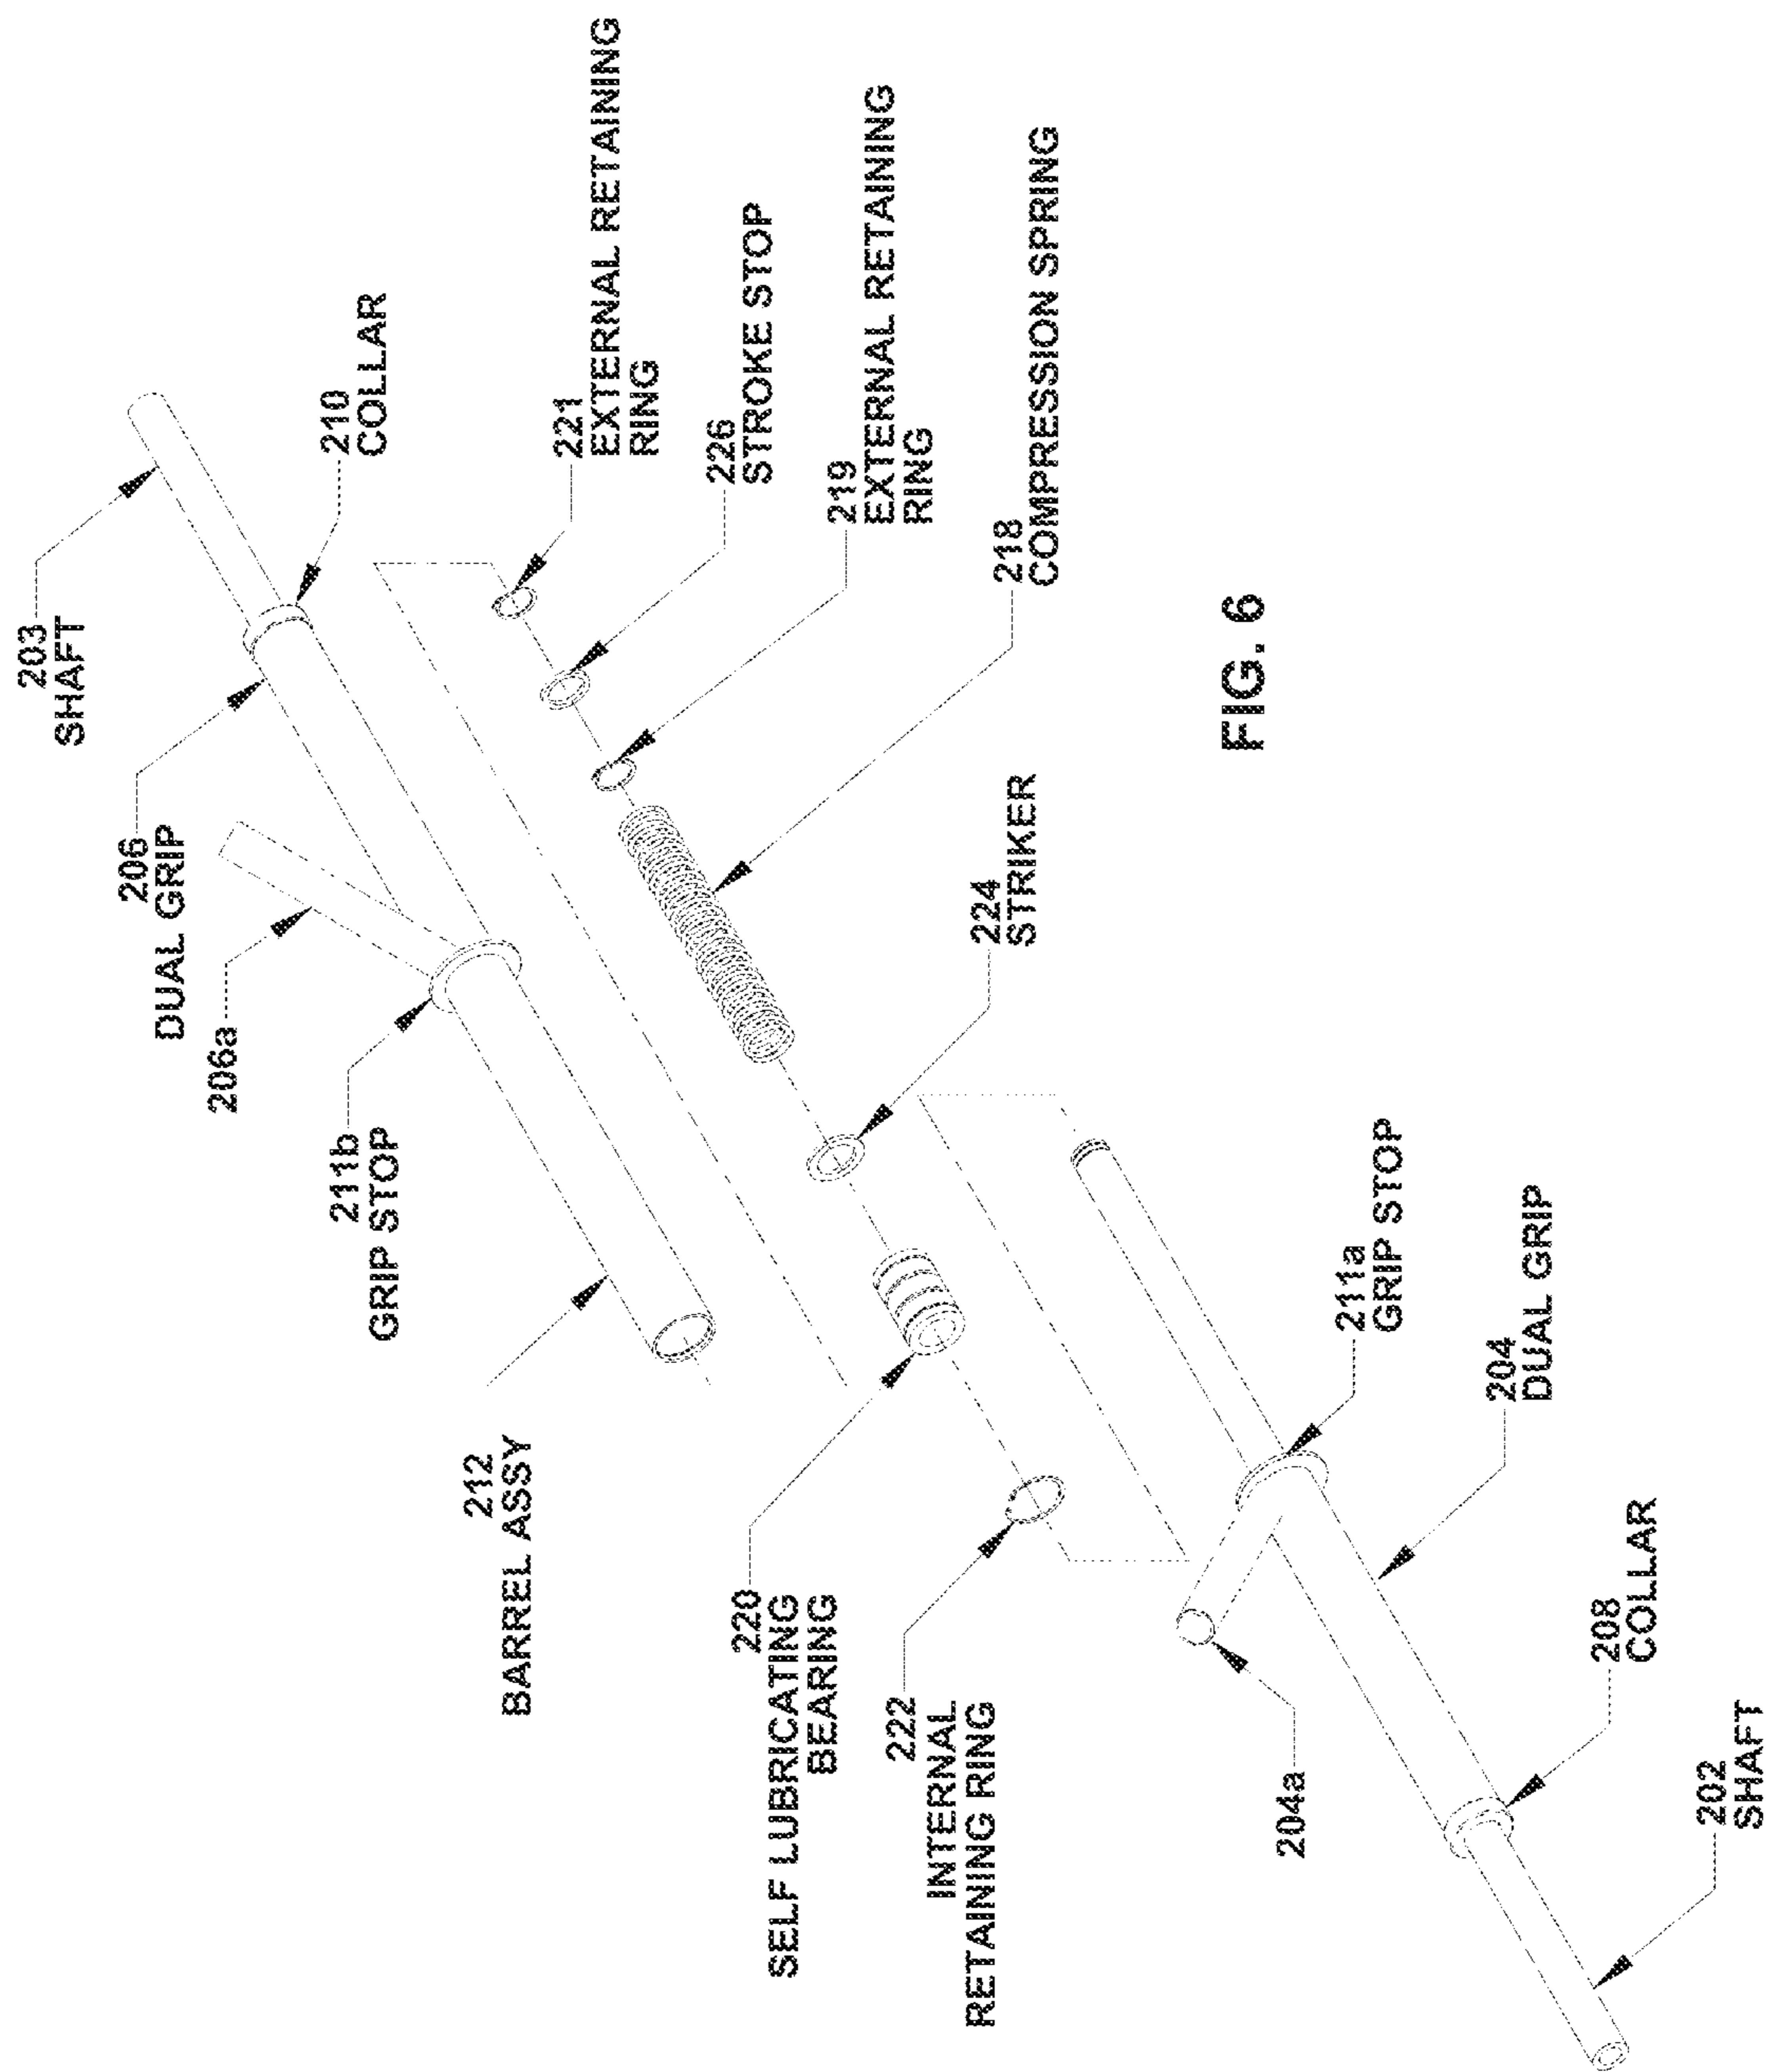 203
SHAFT
206
DUAL GRIP
206a
211b
GRIP STOP
212
BARREL ASSY
210
COLLAR
221
EXTERNAL RETAINING
RING
226
STROKE STOP
219
EXTERNAL RETAINING
RING
218
COMPRESSION SPRING
224
STRIKER
220
SELF LUBRICATING
BEARING
222
INTERNAL
RETAINING RING
204a
211a
GRIP STOP
204
DUAL GRIP
208
COLLAR
202
SHAFT
FIG. 6